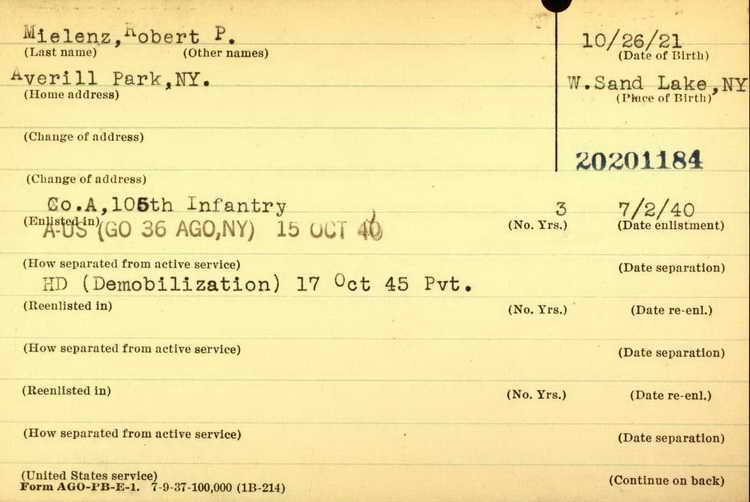 Mielenz,Robert P. 10/26/21
(Last name) (Other names) (Date of Birth)
Averill Park,NY. W.Sand Lake,NY
(Home address) (Place of Birth)
(Change of address)
20201184
(Change of address)
Co.A,105th Infantry 3 7/2/40
(Enlisted in) (No. Yrs.) (Date enlistment)
A-US (GO 36 AGO,NY) 15 OCT 40
(How separated from active service) (Date separation)
HD (Demobilization) 17 Oct 45 Pvt.
(Reenlisted in) (No. Yrs.) (Date re-enl.)
(How separated from active service) (Date separation)
(Reenlisted in) (No. Yrs.) (Date re-enl.)
(How separated from active service) (Date separation)
(United States service) (Continue on back)
Form AGO-PB-E-1. 7-9-37-100,000 (1B-214)